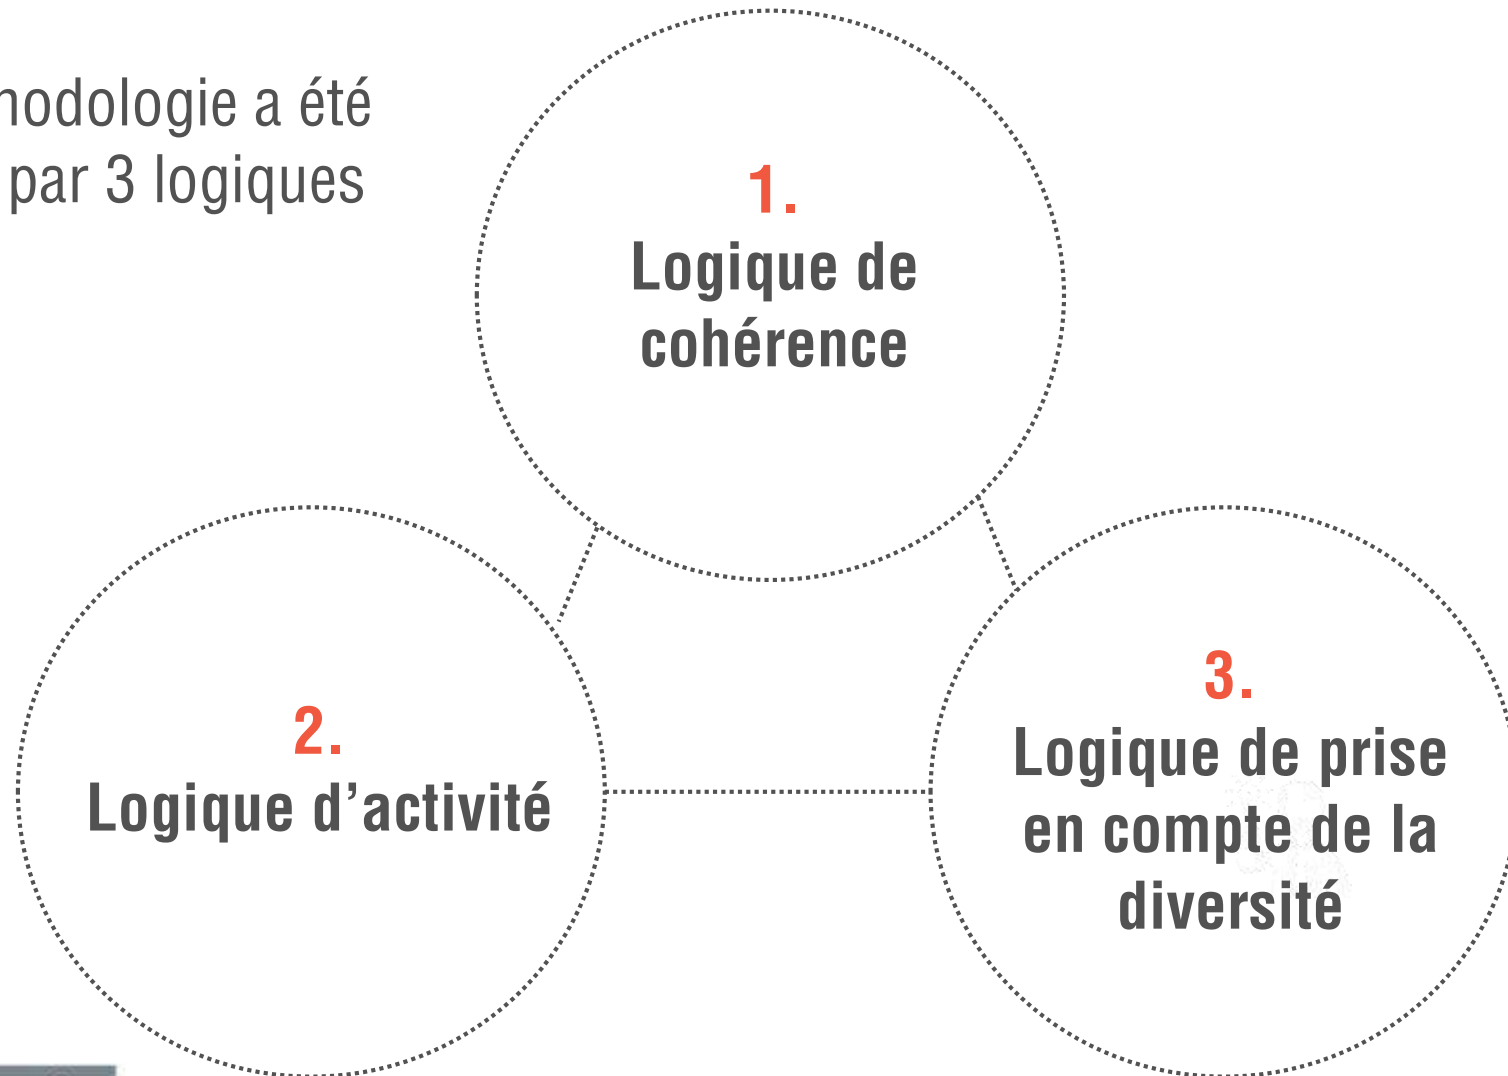 nodologie a été
par 3 logiques
1.
Logique de
cohérence
2.
Logique d’activité
3.
Logique de prise
en compte de la
diversité